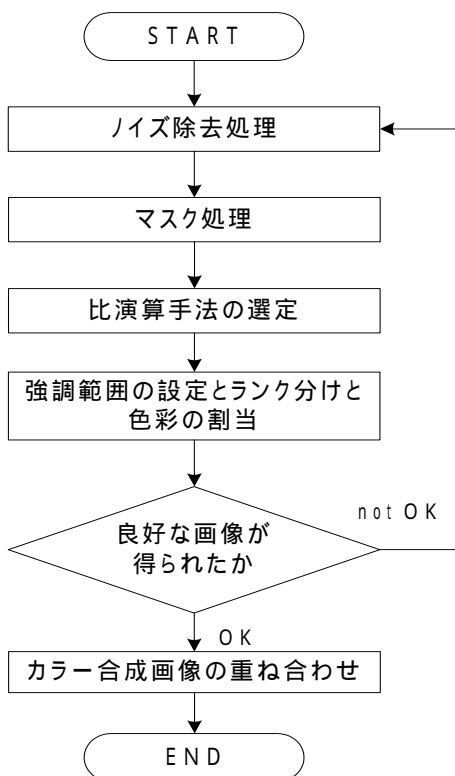 START
ノイズ除去処理
マスク処理
比演算手法の選定
強調範囲の設定とランク分けと
色彩の割当
良好な画像が
得られたか
not OK
OK
カラー合成画像の重ね合わせ
END